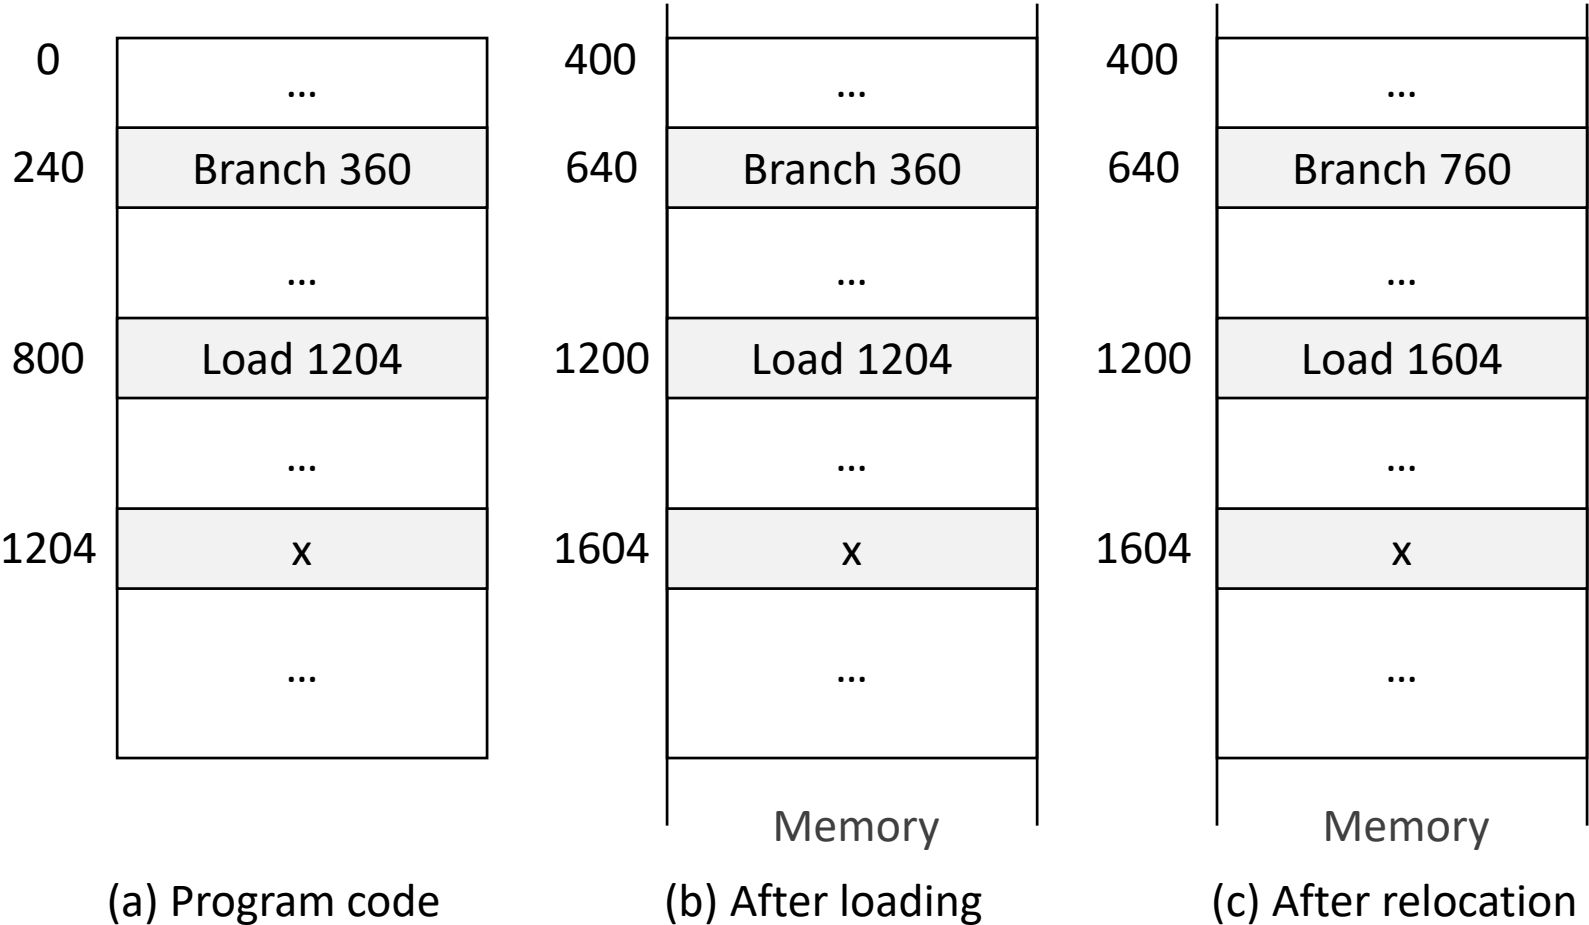 0 ... 400 ... 400 ...
240 Branch 360 640 Branch 360 640 Branch 760
... ... ...
800 Load 1204 1200 Load 1204 1200 Load 1604
... ... ...
1204 x 1604 x 1604 x
... ... ...
Memory Memory
(a) Program code (b) After loading (c) After relocation